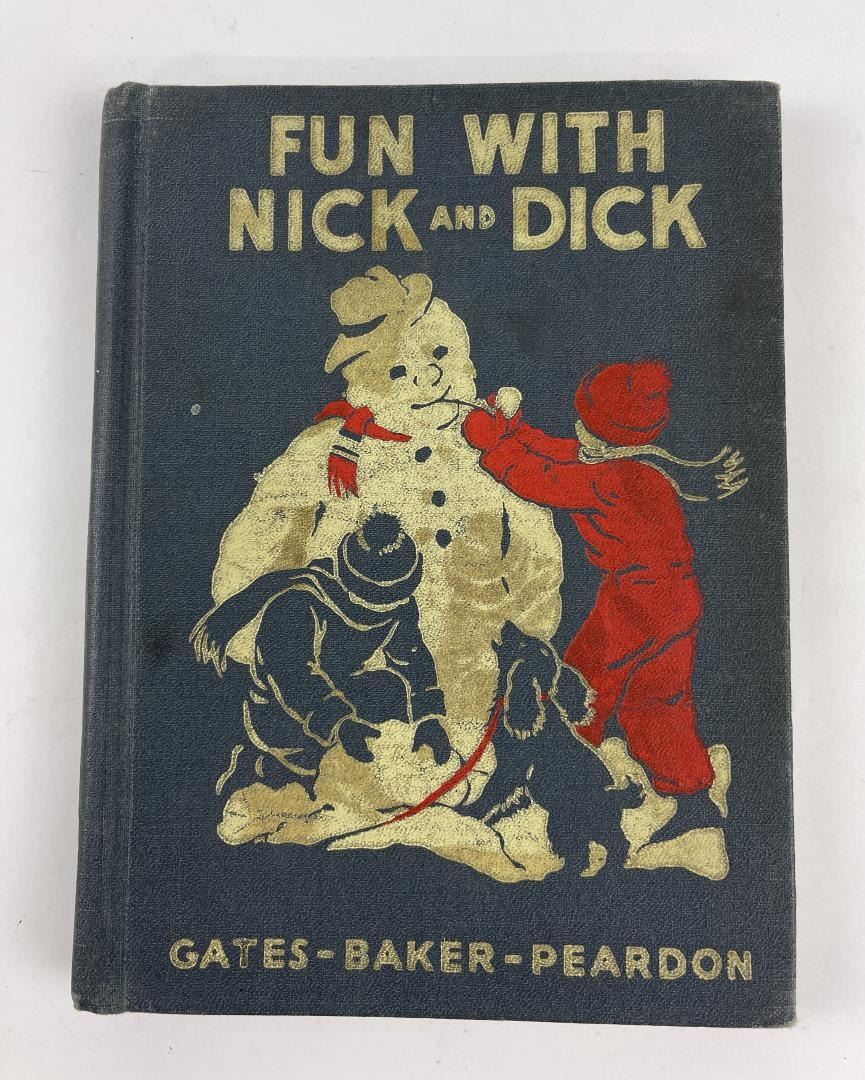 FUN WITH
NICK AND DICK
GATES-BAKER-PEARDON